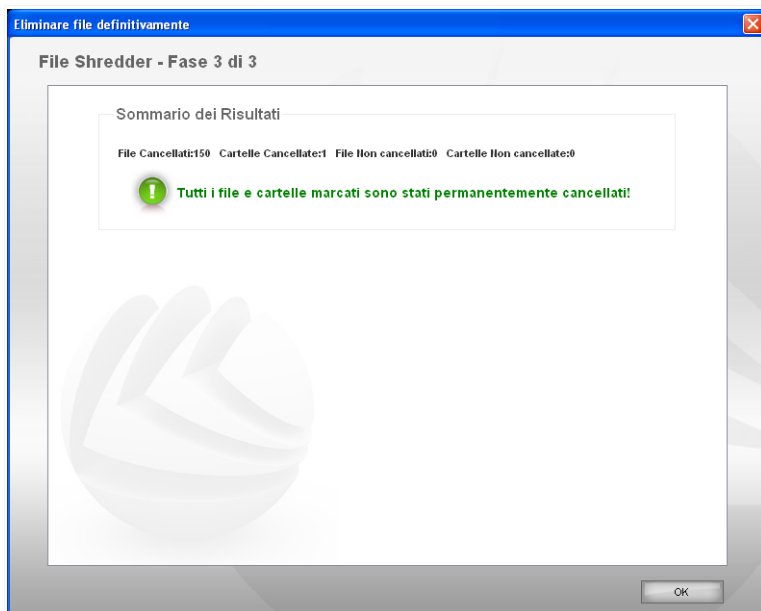 Eliminare file definitivamente
File Shredder - Fase 3 di 3
Sommario dei Risultati
File Cancellati:150 Cartelle Cancellate:1 File Non cancellati:0 Cartelle Non cancellate:0
Tutti i file e cartelle marcati sono stati permanentemente cancellati!
OK